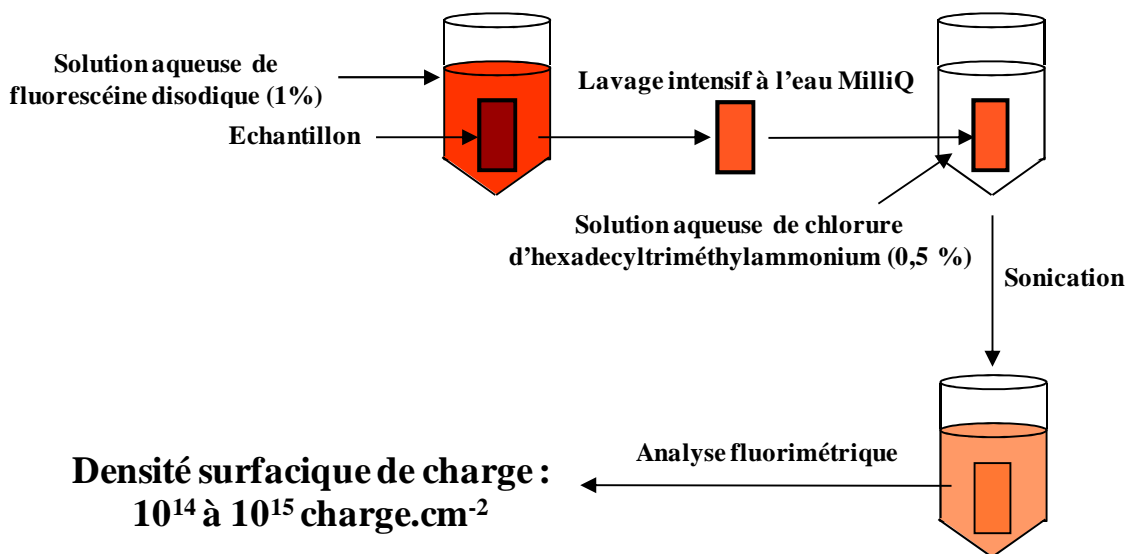 Solution aqueuse de
fluorescéine disodique (1%)
Echantillon
Lavage intensif à l'eau MilliQ
Solution aqueuse de chlorure
d'hexadecyltriméthylammonium (0,5 %)
Sonication
Analyse fluorimétrique
Densité surfacique de charge :
10¹⁴ à 10¹⁵ charge.cm⁻²